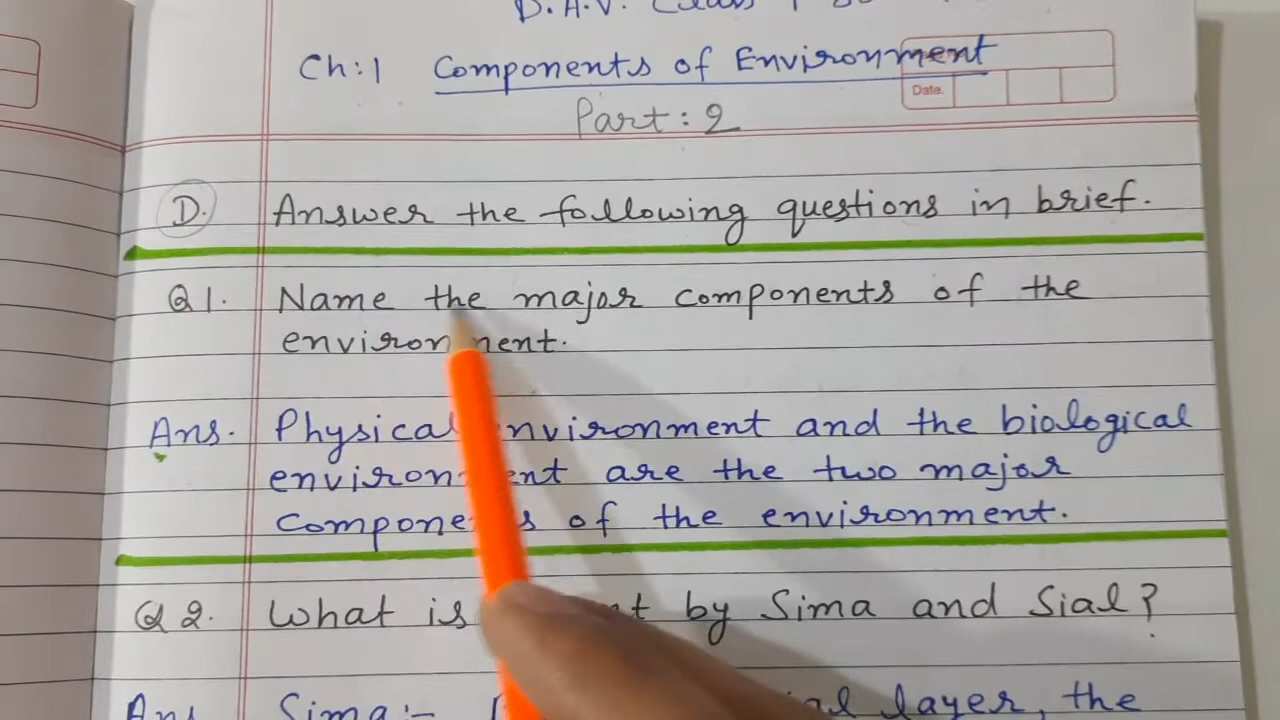 D.A.V. Class
Ch:1 Components of Environment
Date.
Part:2
D. Answer the following questions in brief.
Q1. Name the major components of the
environment.
Ans. Physical environment and the biological
environment are the two major
components of the environment.
Q2. What is by Sima and Sial?
Ans Sima:- layer, the